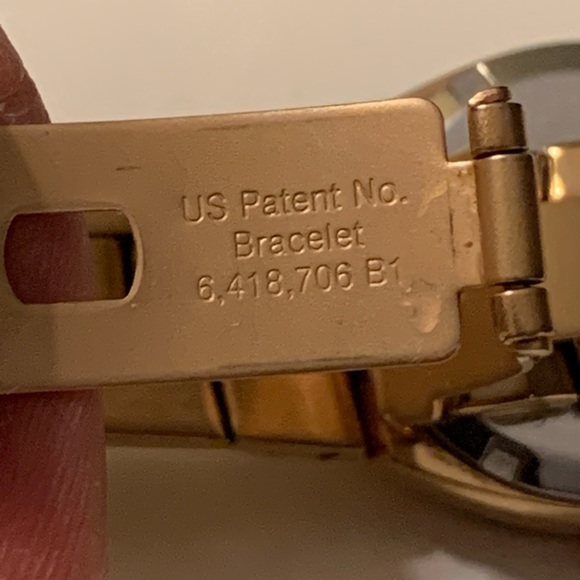 US Patent No.
Bracelet
6,418,706 B1